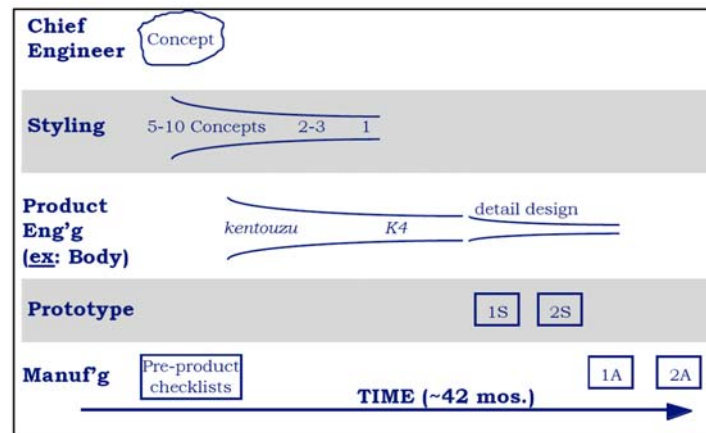 Chief
Engineer
Concept
Styling
5-10 Concepts 2-3 1
Product
Eng'g
(ex: Body)
kentouzu K4
detail design
Prototype
1S 2S
Manuf'g
Pre-product
checklists
1A 2A
TIME (~42 mos.)